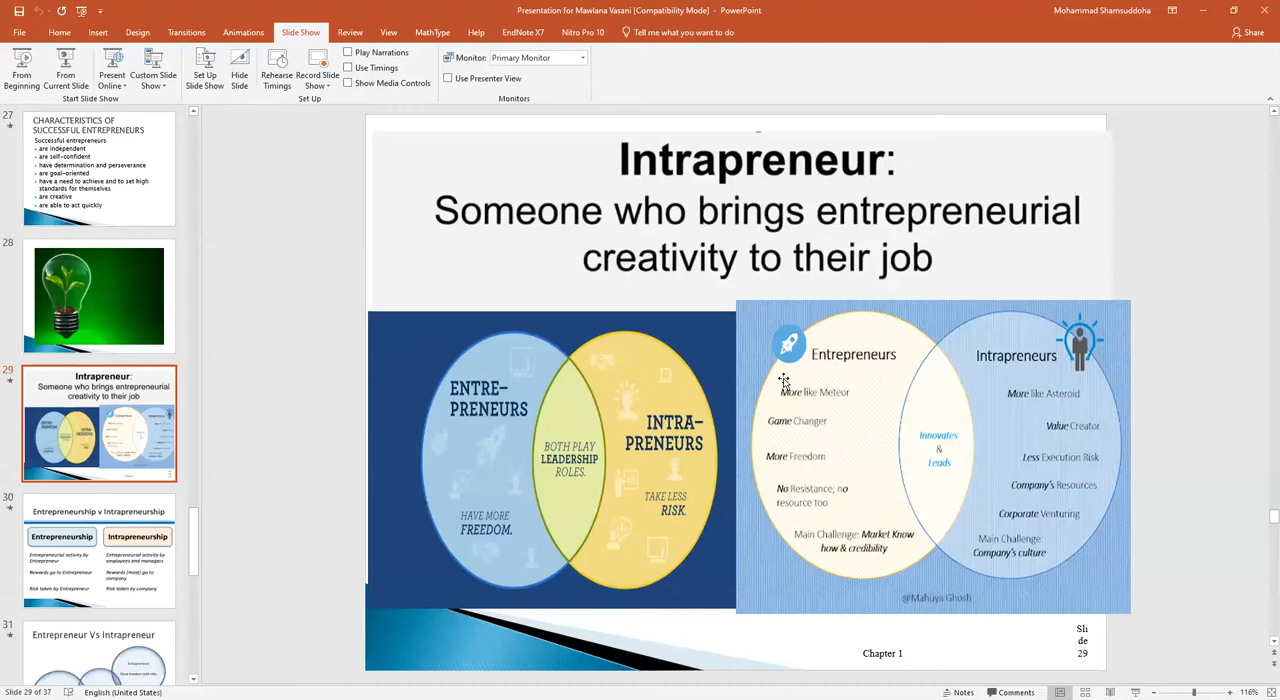 Presentation for Mawlana Vasani [Compatibility Mode] - PowerPoint
Mohammad Shamsuddoha
File Home Insert Design Transitions Animations Slide Show Review View MathType Help EndNote X7 Nitro Pro 10 Tell me what you want to do
Share
From Beginning
From Current Slide
Present Online
Custom Slide Show
Start Slide Show
Set Up Slide Show
Hide Slide
Rehearse Timings
Record Slide Show
Play Narrations
Use Timings
Show Media Controls
Set Up
Monitor: Primary Monitor
Use Presenter View
Monitors
27
CHARACTERISTICS OF
SUCCESSFUL ENTREPRENEURS
Successful entrepreneurs
are independent
are self-confident
have determination and perseverance
are goal-oriented
have a need to achieve and to set high
standards for themselves
are creative
are able to act quickly
28
29
Intrapreneur:
Someone who brings entrepreneurial
creativity to their job
30
Entrepreneurship v Intrapreneurship
Entrepreneurship
Intrapreneurship
Entrepreneurial activity by
Entrepreneur
Entrepreneurial activity by
employees and managers
Rewards go to Entrepreneur
Rewards (most) go to
company
Risk taken by Entrepreneur
Risk taken by company
31
Entrepreneur Vs Intrapreneur
Intrapreneur:
Someone who brings entrepreneurial
creativity to their job
ENTRE-
PRENEURS
HAVE MORE
FREEDOM.
BOTH PLAY
LEADERSHIP
ROLES.
INTRA-
PRENEURS
TAKE LESS
RISK.
Entrepreneurs
More like Meteor
Game Changer
More Freedom
No Resistance; no
resource too
Main Challenge: Market Know
how & credibility
Innovates
&
Leads
Intrapreneurs
More like Asteroid
Value Creator
Less Execution Risk
Company's Resources
Corporate Venturing
Main Challenge:
Company's culture
@Mahuya Ghosh
Chapter 1
Sli
de
29
Slide 29 of 37
English (United States)
Notes
Comments
116%